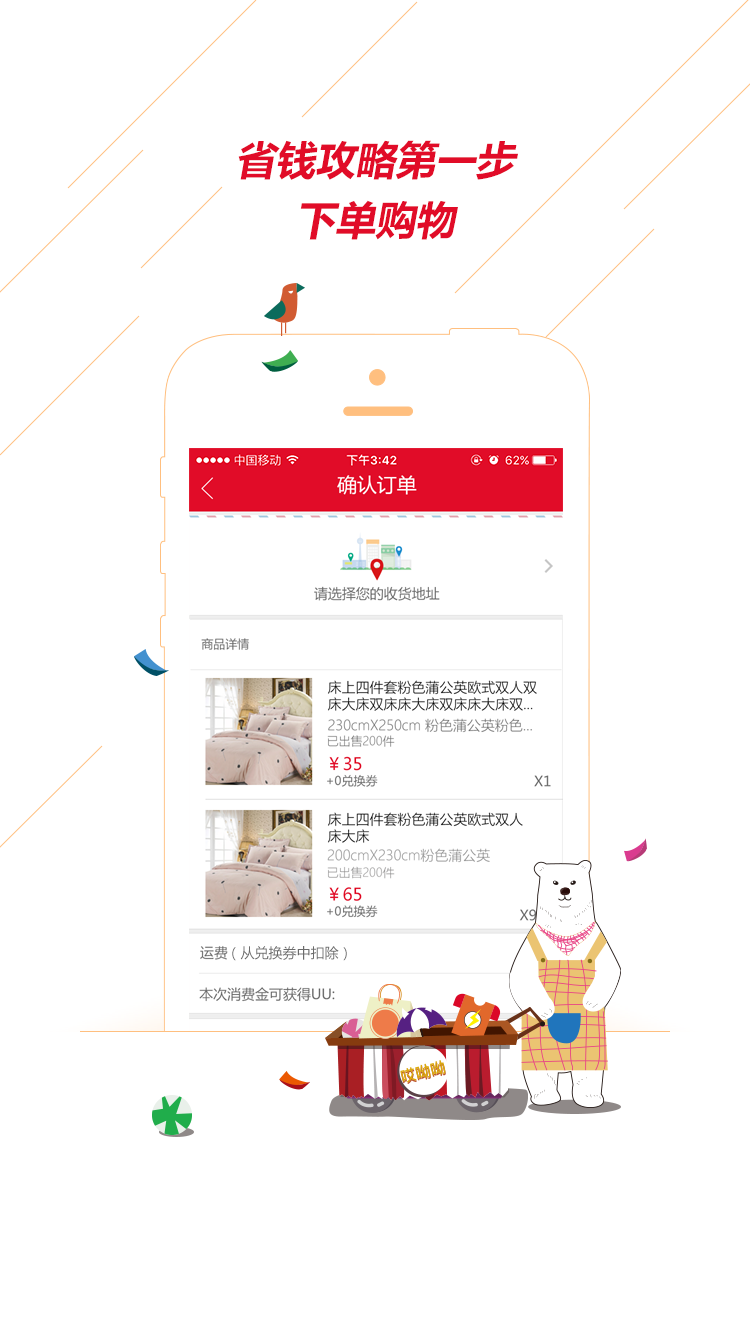 省钱攻略第一步
下单购物
中国移动 下午3:42 62%
确认订单
请选择您的收货地址
商品详情
床上四件套粉色蒲公英欧式双人双
床大床双床床大床双床床大床双...
230cmX250cm 粉色蒲公英粉色...
已出售200件
¥35
+0兑换券 X1
床上四件套粉色蒲公英欧式双人
床大床
200cmX230cm粉色蒲公英
已出售200件
¥65
+0兑换券 X9
运费（从兑换券中扣除）
本次消费金可获得UU:
哎呦呦